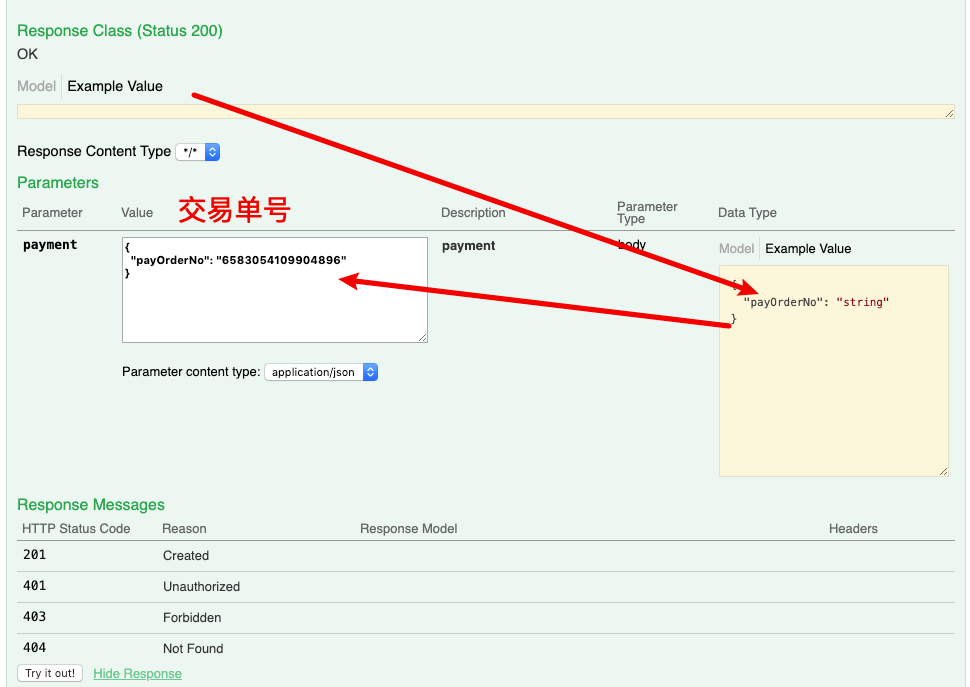 Response Class (Status 200)
OK
Model Example Value
Response Content Type */*
Parameters
交易单号
Parameter Value Description Parameter Type Data Type
payment
{
"payOrderNo": "6583054109904896"
}
payment
body
Model Example Value
{
"payOrderNo": "string"
}
Parameter content type: application/json
Response Messages
HTTP Status Code Reason Response Model Headers
201 Created
401 Unauthorized
403 Forbidden
404 Not Found
Try it out! Hide Response